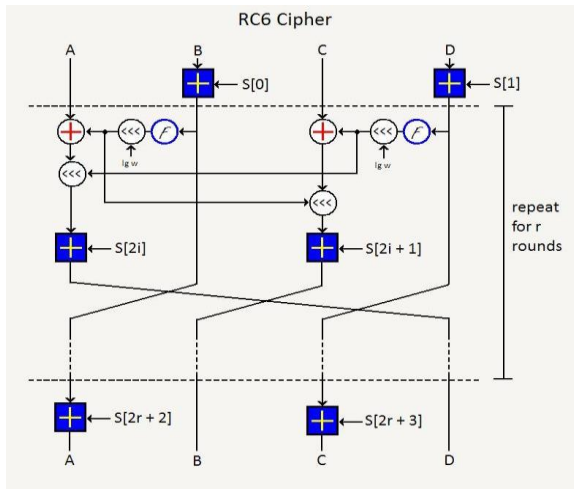 RC6 Cipher
A B C D
S[0] S[1]
<<< F <<< F
lg w lg w
<<<
<<<
S[2i] S[2i + 1]
repeat
for r
rounds
S[2r + 2] S[2r + 3]
A B C D